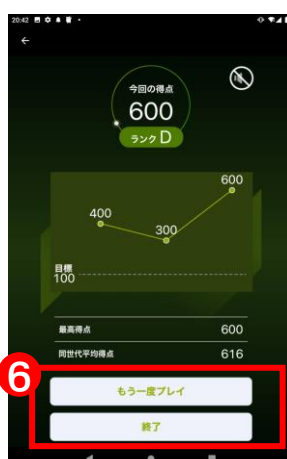 20:42
今回の得点
600
ランク D
600
400
300
目標
100
最高得点 600
同世代平均得点 616
6
もう一度プレイ
終了